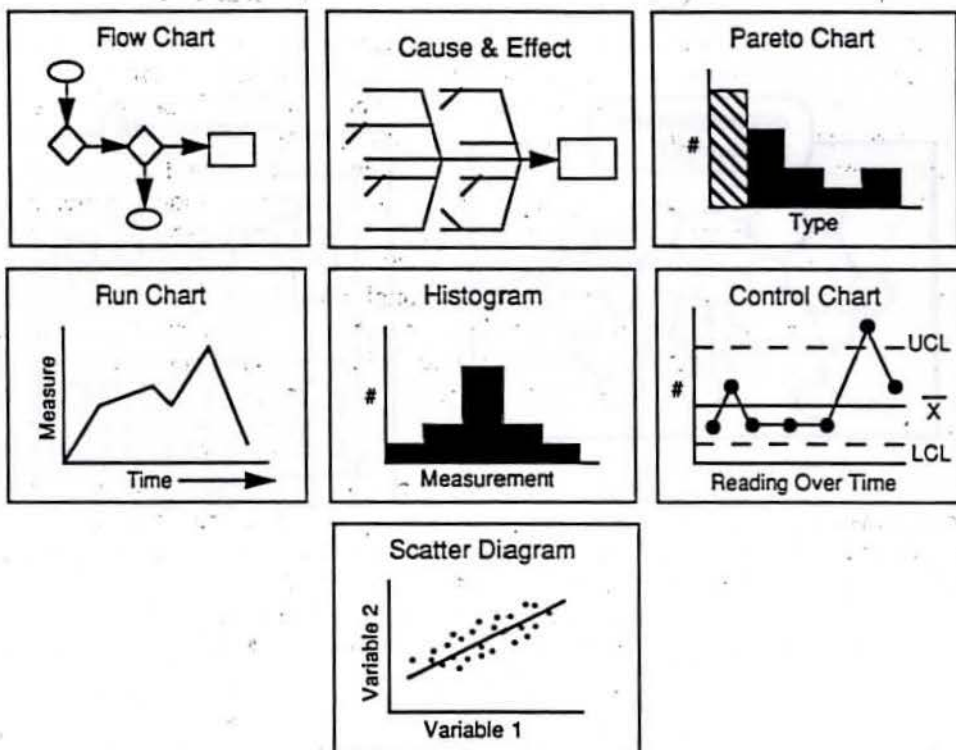 Flow Chart
Cause & Effect
Pareto Chart
#
Type
Run Chart
Measure
Time
Histogram
#
Measurement
Control Chart
#
UCL
X
LCL
Reading Over Time
Scatter Diagram
Variable 2
Variable 1